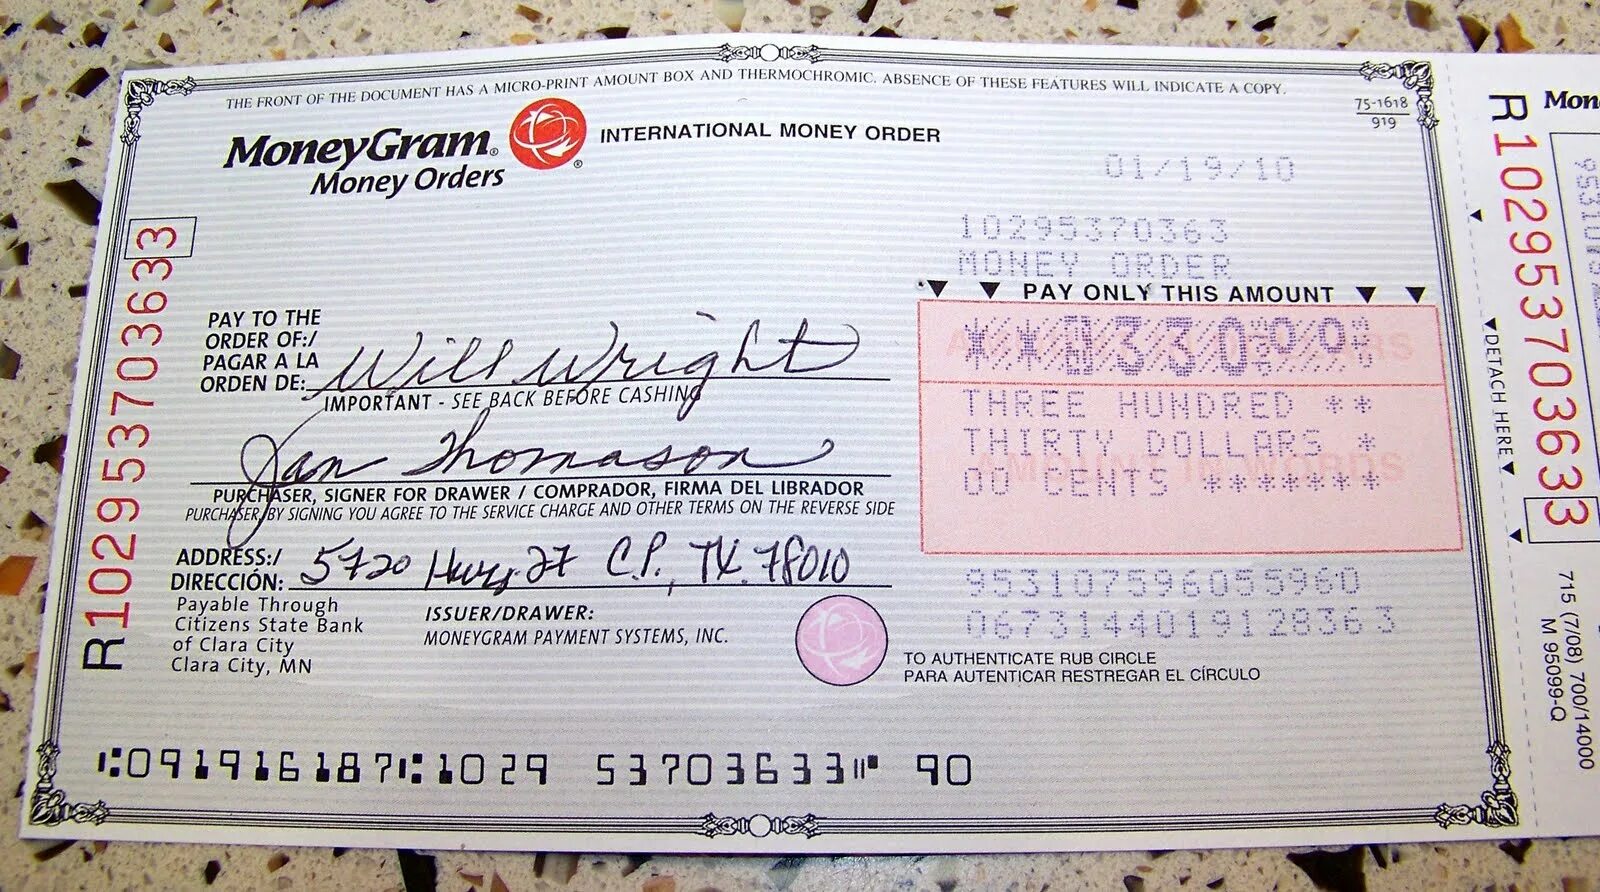 THE FRONT OF THE DOCUMENT HAS A MICRO-PRINT AMOUNT BOX AND THERMOCHROMIC. ABSENCE OF THESE FEATURES WILL INDICATE A COPY.
75-1618
919
MoneyGram® ®
Money Orders
INTERNATIONAL MONEY ORDER
01/19/10
10295370363
MONEY ORDER
PAY ONLY THIS AMOUNT
**330.00
THREE HUNDRED **
THIRTY DOLLARS *
00 CENTS *******
PAY TO THE
ORDER OF:/
PAGAR A LA
ORDEN DE: Will Wright
IMPORTANT - SEE BACK BEFORE CASHING
Jan Thomason
PURCHASER, SIGNER FOR DRAWER / COMPRADOR, FIRMA DEL LIBRADOR
PURCHASER, BY SIGNING YOU AGREE TO THE SERVICE CHARGE AND OTHER TERMS ON THE REVERSE SIDE
ADDRESS:/
DIRECCIÓN: 5720 Hwy 27 C.P., TX. 78010
Payable Through
Citizens State Bank
of Clara City
Clara City, MN
ISSUER/DRAWER:
MONEYGRAM PAYMENT SYSTEMS, INC.
953107596055960
06731440191283 63
TO AUTHENTICATE RUB CIRCLE
PARA AUTENTICAR RESTREGAR EL CÍRCULO
⑆091916187⑆1029 53703633⑈ 90
R102953703633
R102953703633
DETACH HERE
Mon
715 (7/08) 700/14000
M 95099-Q